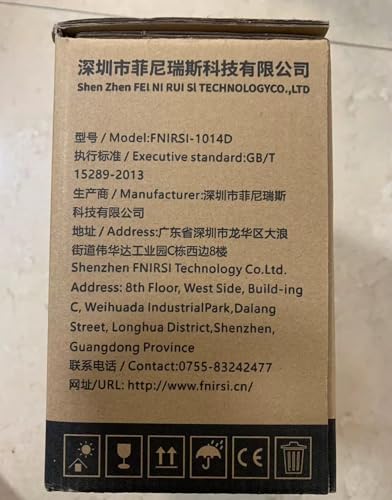 深圳市菲尼瑞斯科技有限公司
Shen Zhen FEI NI RUI SI TECHNOLOGYCO.,LTD
型号 / Model:FNIRSI-1014D
执行标准 / Executive standard:GB/T
15289-2013
生产商 / Manufacturer:深圳市菲尼瑞斯
科技有限公司
地址 / Address:广东省深圳市龙华区大浪
街道伟华达工业园C栋西边8楼
Shenzhen FNIRSI Technology Co.Ltd.
Address: 8th Floor, West Side, Build-ing
C, Weihuada IndustrialPark,Dalang
Street, Longhua District,Shenzhen,
Guangdong Province
联系电话 / Contact:0755-83242477
网址/URL: http://www.fnirsi.cn/
CE